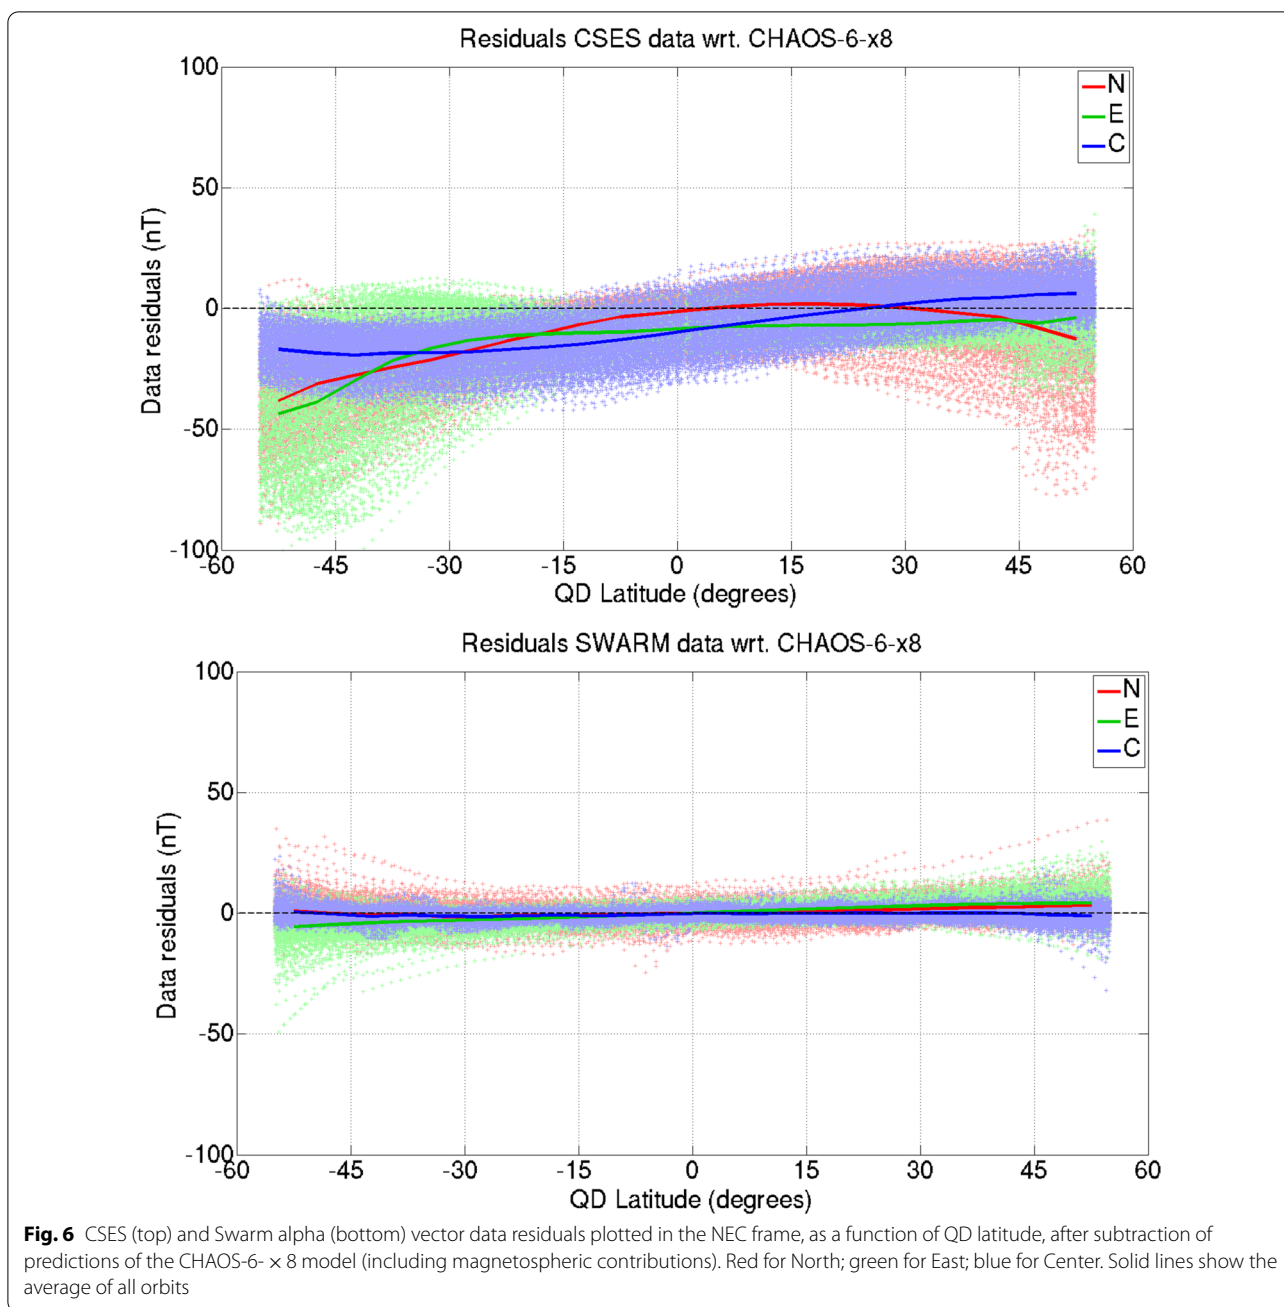 Residuals CSES data wrt. CHAOS-6-x8
100
50
0
-50
-100
Data residuals (nT)
N
E
C
-60 -45 -30 -15 0 15 30 45 60
QD Latitude (degrees)
Residuals SWARM data wrt. CHAOS-6-x8
100
50
0
-50
-100
Data residuals (nT)
N
E
C
-60 -45 -30 -15 0 15 30 45 60
QD Latitude (degrees)
Fig. 6 CSES (top) and Swarm alpha (bottom) vector data residuals plotted in the NEC frame, as a function of QD latitude, after subtraction of
predictions of the CHAOS-6- × 8 model (including magnetospheric contributions). Red for North; green for East; blue for Center. Solid lines show the
average of all orbits